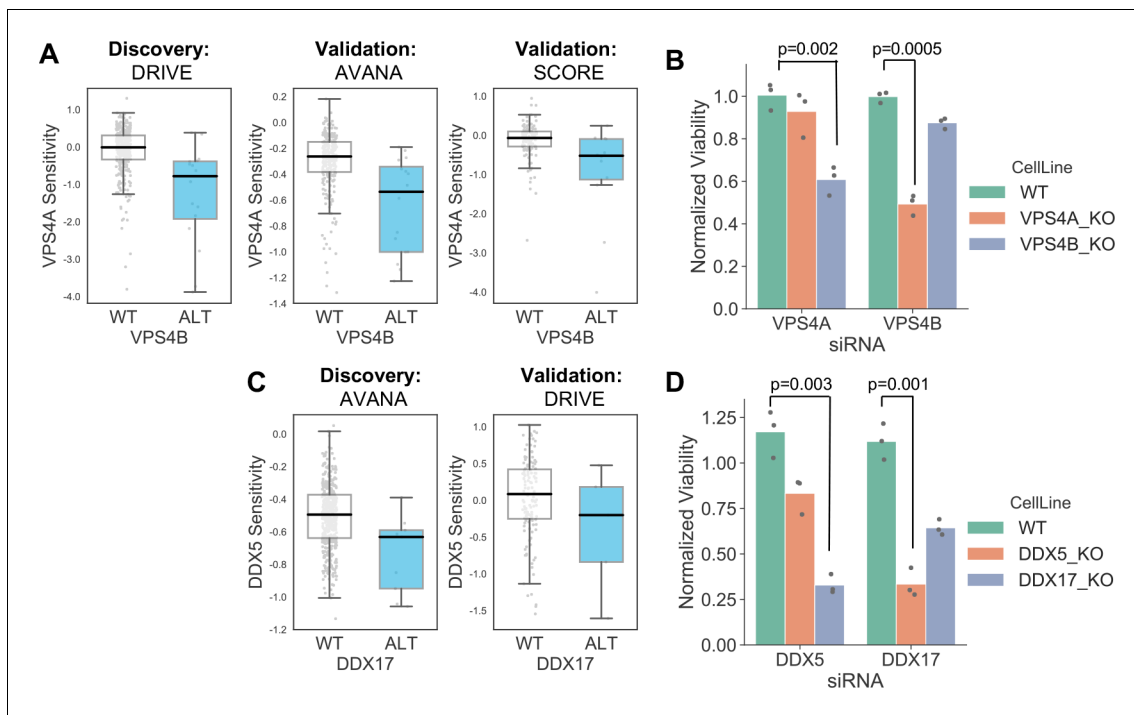 A
Discovery:
DRIVE
VPS4A Sensitivity
1.0
0.0
-1.0
-2.0
-3.0
-4.0
WT ALT
VPS4B
Validation:
AVANA
VPS4A Sensitivity
0.2
0.0
-0.2
-0.4
-0.6
-0.8
-1.0
-1.2
-1.4
WT ALT
VPS4B
Validation:
SCORE
VPS4A Sensitivity
1.0
0.0
-1.0
-2.0
-3.0
-4.0
WT ALT
VPS4B
B
p=0.002 p=0.0005
Normalized Viability
1.0
0.8
0.6
0.4
0.2
0.0
VPS4A VPS4B
siRNA
CellLine
WT
VPS4A_KO
VPS4B_KO
C
Discovery:
AVANA
DDX5 Sensitivity
0.0
-0.2
-0.4
-0.6
-0.8
-1.0
-1.2
WT ALT
DDX17
Validation:
DRIVE
DDX5 Sensitivity
1.0
0.5
0.0
-0.5
-1.0
-1.5
WT ALT
DDX17
D
p=0.003 p=0.001
Normalized Viability
1.25
1.00
0.75
0.50
0.25
0.00
DDX5 DDX17
siRNA
CellLine
WT
DDX5_KO
DDX17_KO